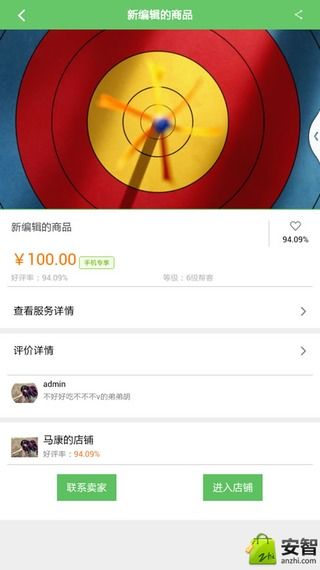 新编辑的商品
新编辑的商品
94.09%
￥100.00 手机专享
好评率：94.09% 等级：6级帮客
查看服务详情
评价详情
admin
不好好吃不不不v的弟弟胡
马康的店铺
好评率：94.09%
联系卖家 进入店铺
zhi
安智
anzhi.com